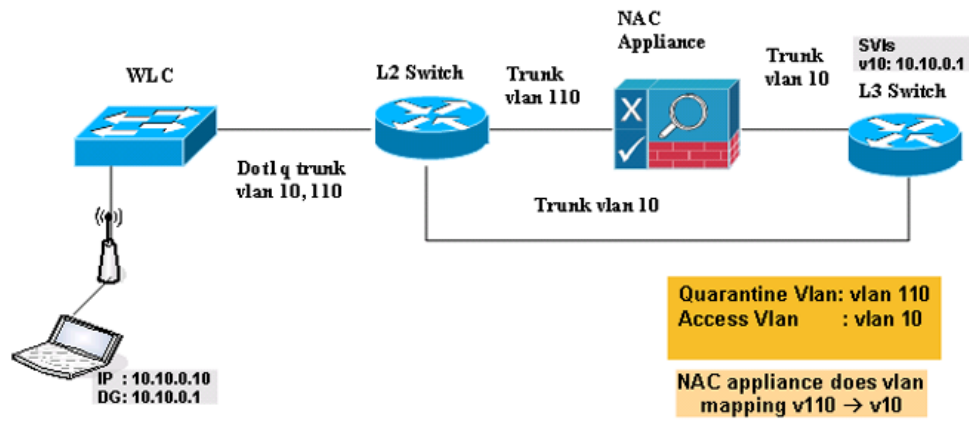 NAC
Appliance
SVIs
v10: 10.10.0.1
WLC
L2 Switch
Trunk
vlan 110
Trunk
vlan 10
L3 Switch
X
Dot1q trunk
vlan 10, 110
Trunk vlan 10
Quarantine Vlan: vlan 110
Access Vlan : vlan 10
IP : 10.10.0.10
DG: 10.10.0.1
NAC appliance does vlan
mapping v110 → v10